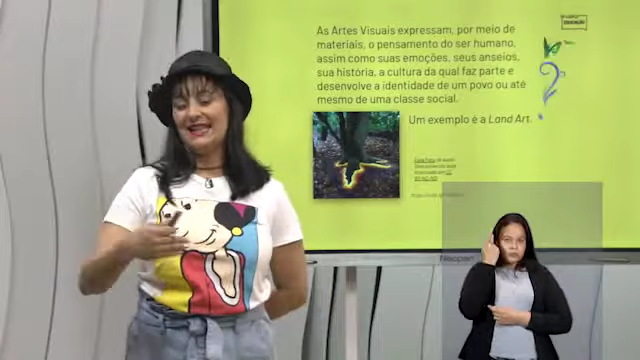 EDUCAÇÃO
As Artes Visuais expressam, por meio de
materiais, o pensamento do ser humano,
assim como suas emoções, seus anseios,
sua história, a cultura da qual faz parte e
desenvolve a identidade de um povo ou até
mesmo de uma classe social.
Um exemplo é a Land Art.